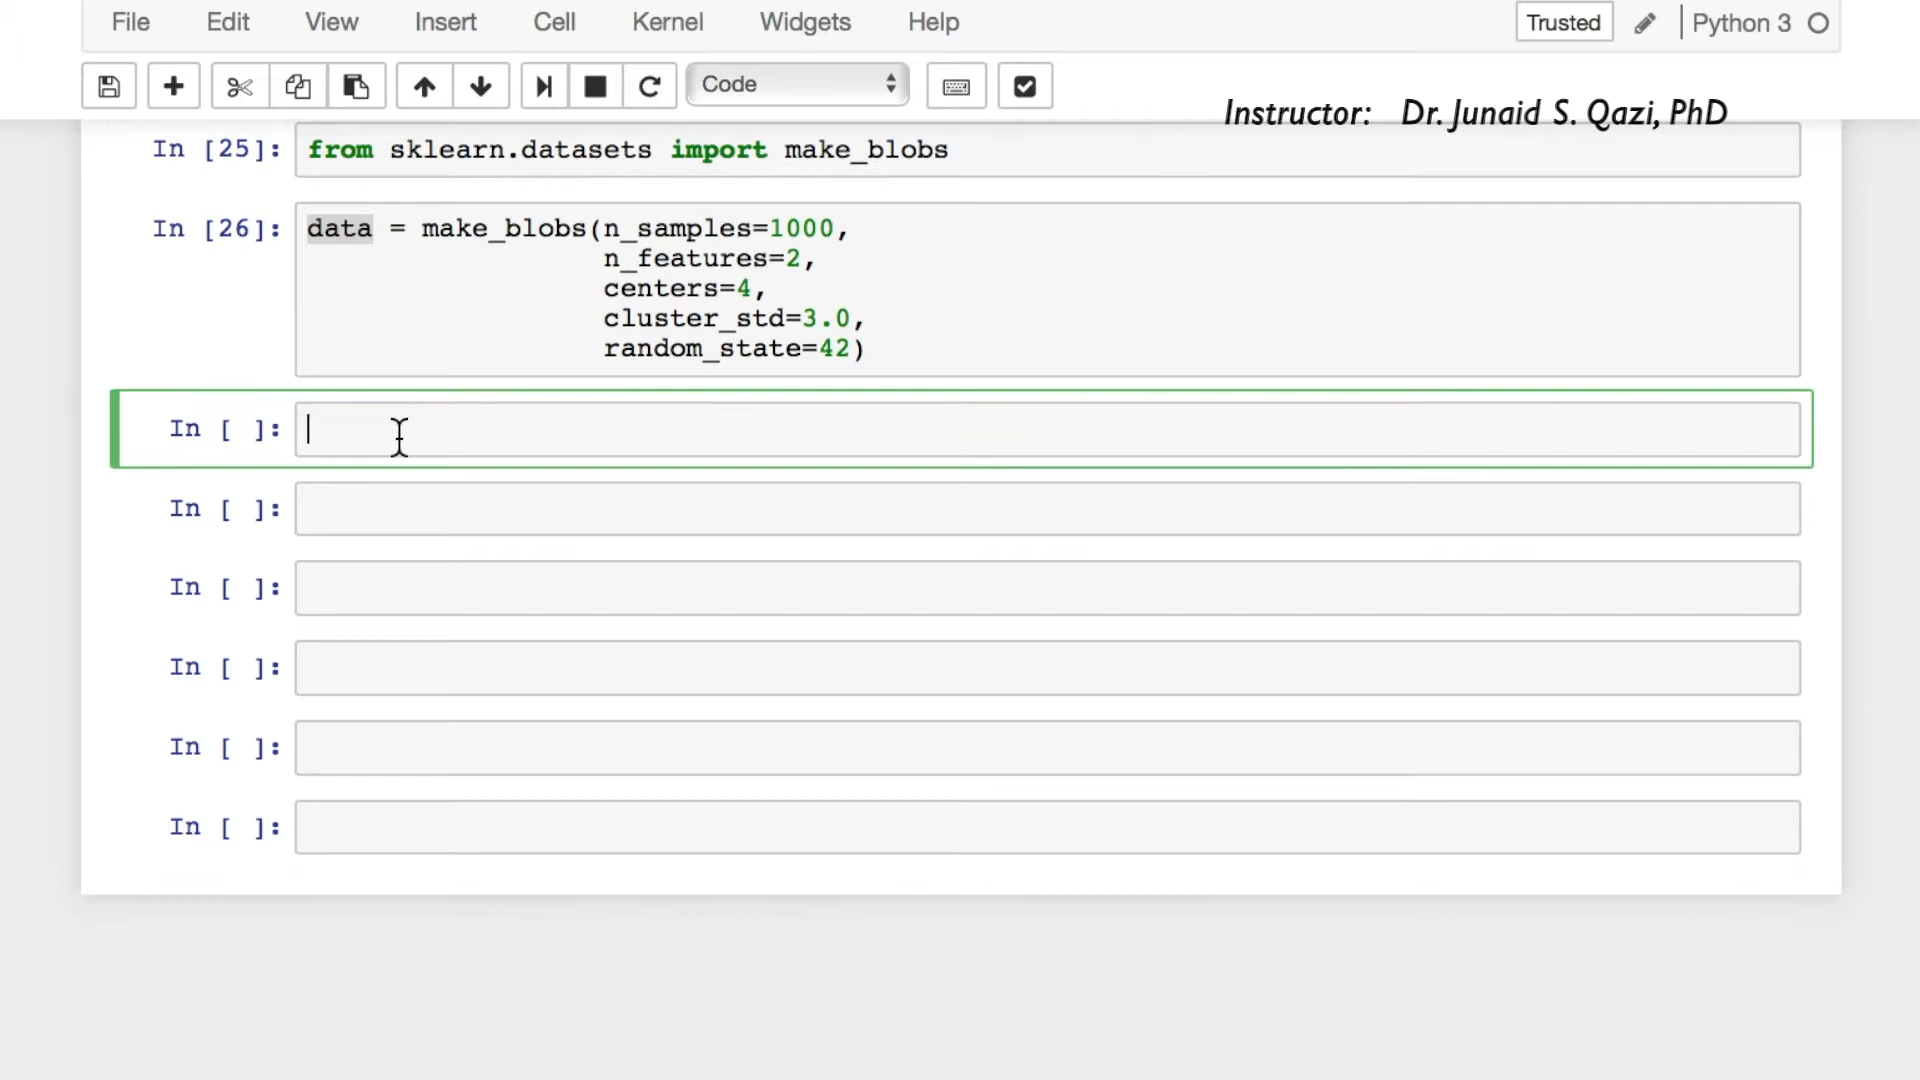 File Edit View Insert Cell Kernel Widgets Help Trusted Python 3
Code
Instructor: Dr. Junaid S. Qazi, PhD
In [25]: from sklearn.datasets import make_blobs
In [26]: data = make_blobs(n_samples=1000,
n_features=2,
centers=4,
cluster_std=3.0,
random_state=42)
In [ ]:
In [ ]:
In [ ]:
In [ ]:
In [ ]:
In [ ]: